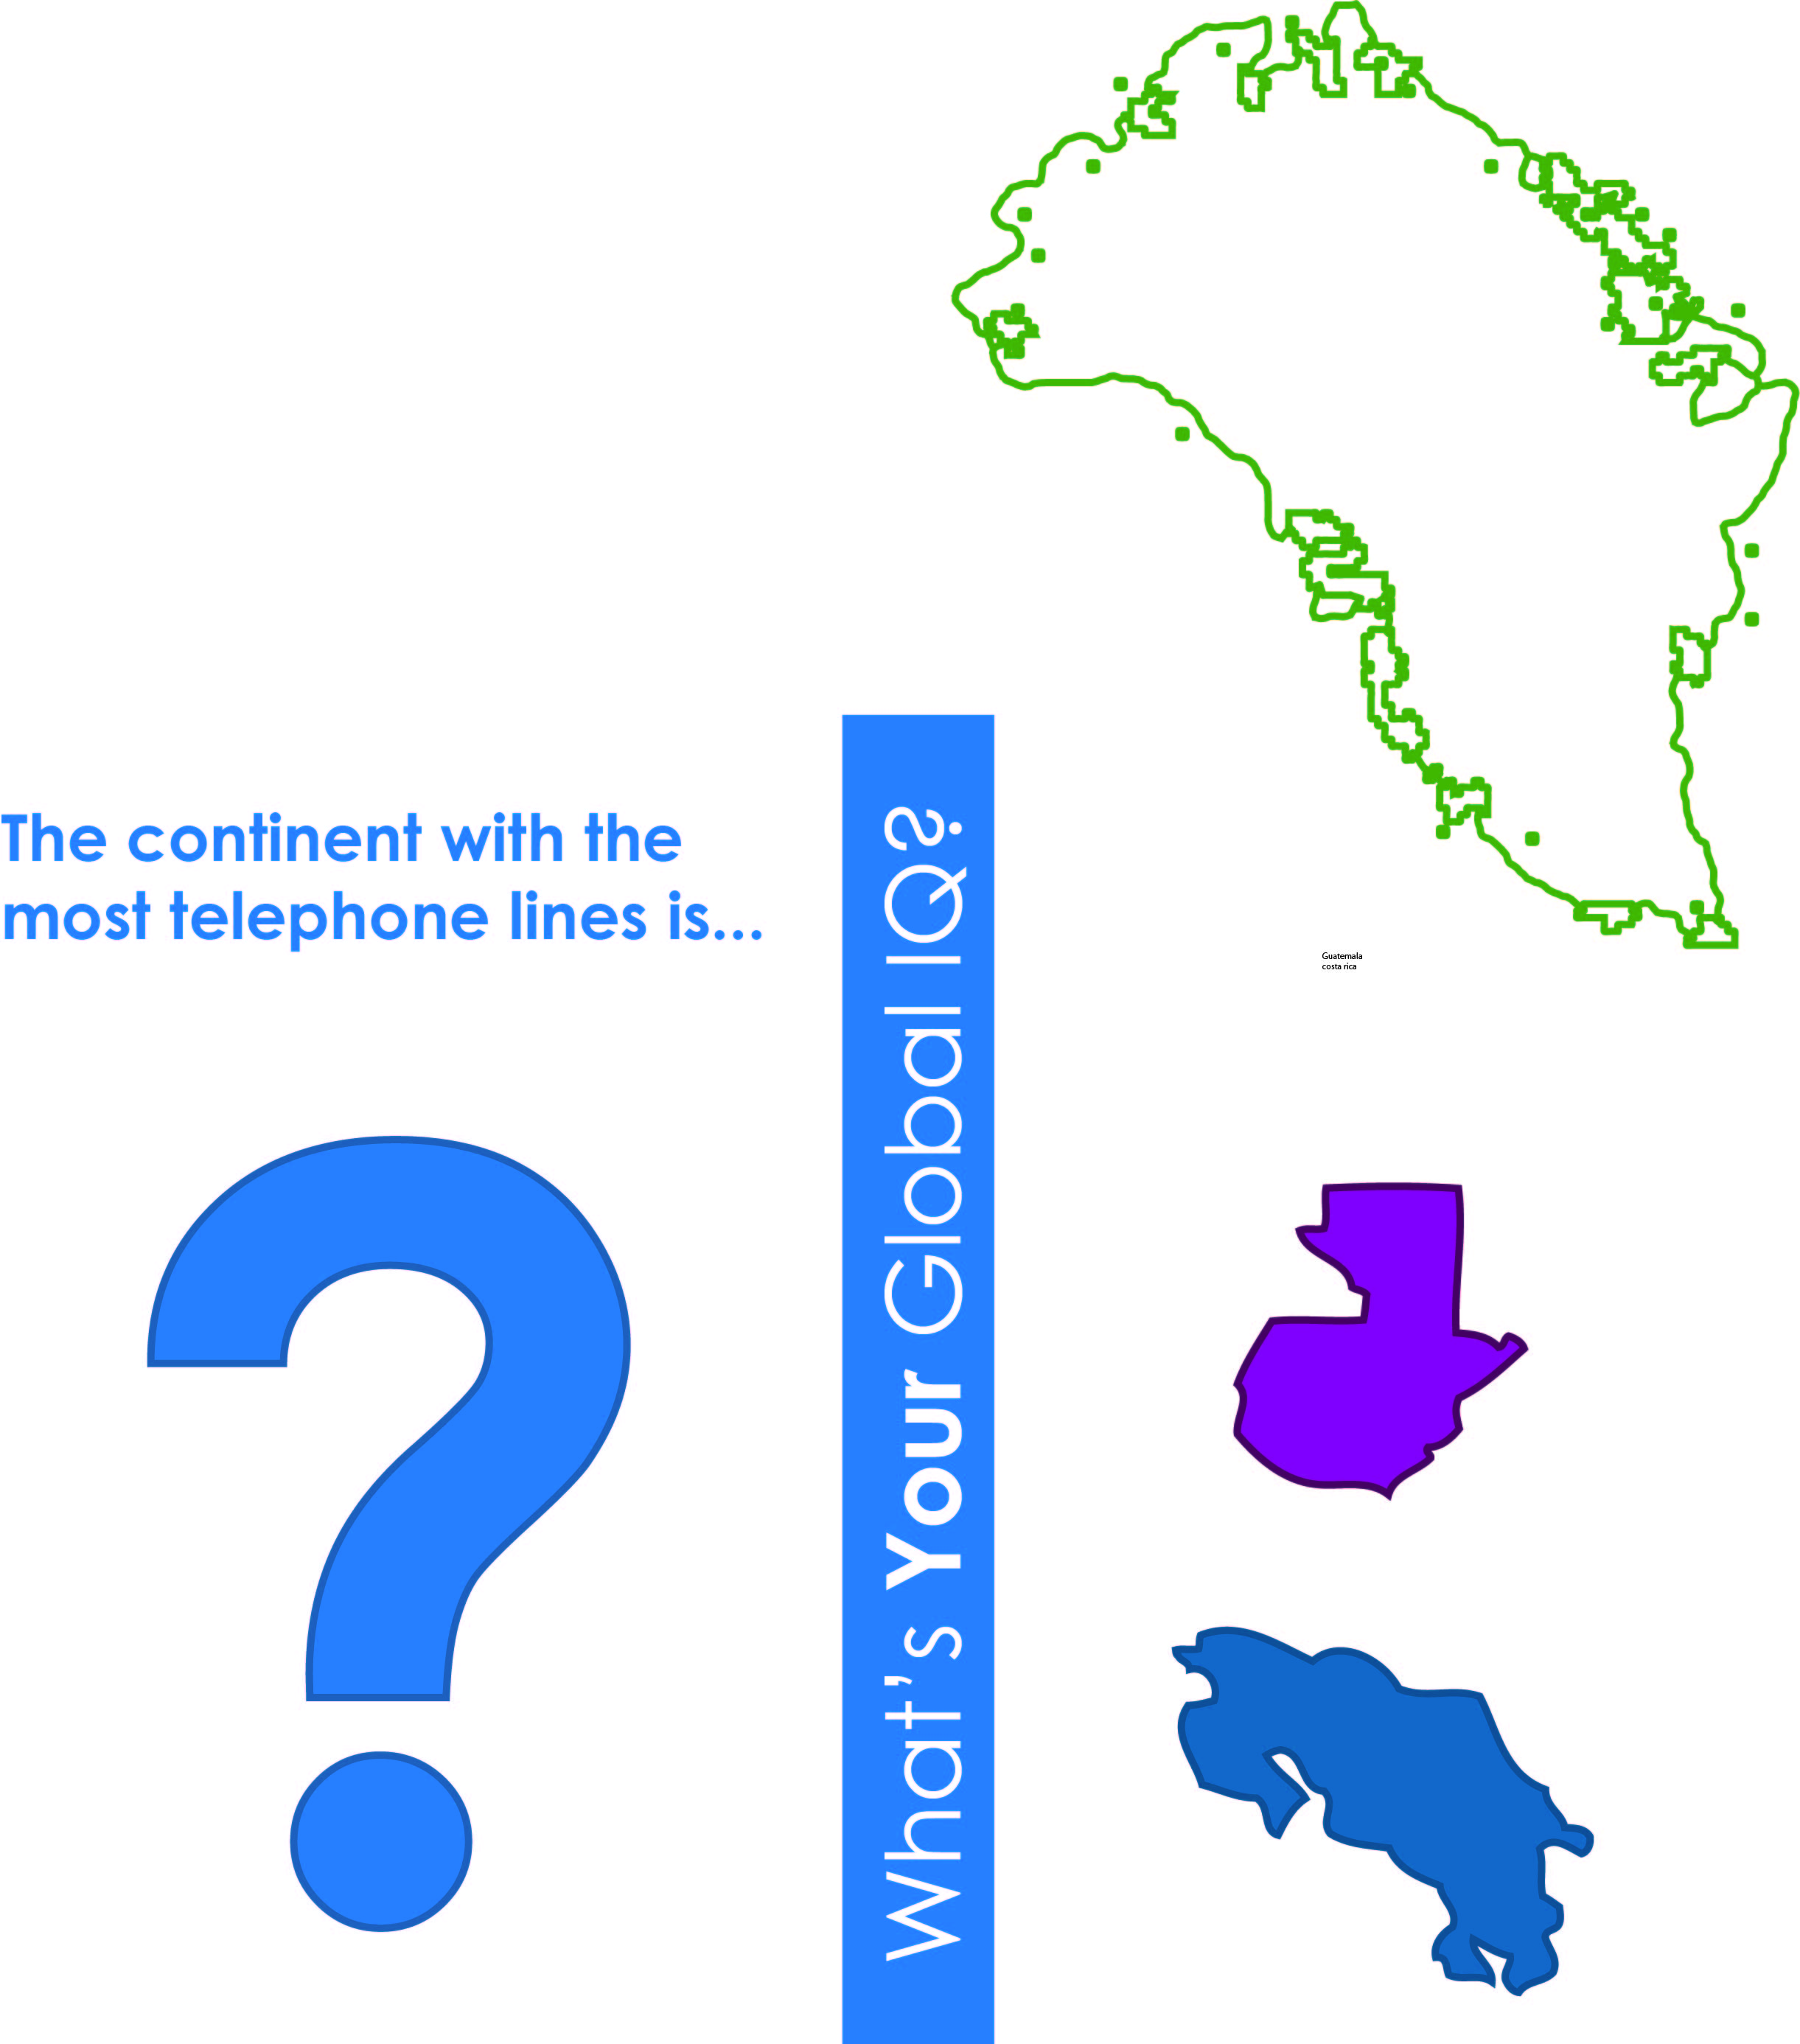 The continent with the
most telephone lines is...
What's Your Global IQ?
Guatemala
costa rica